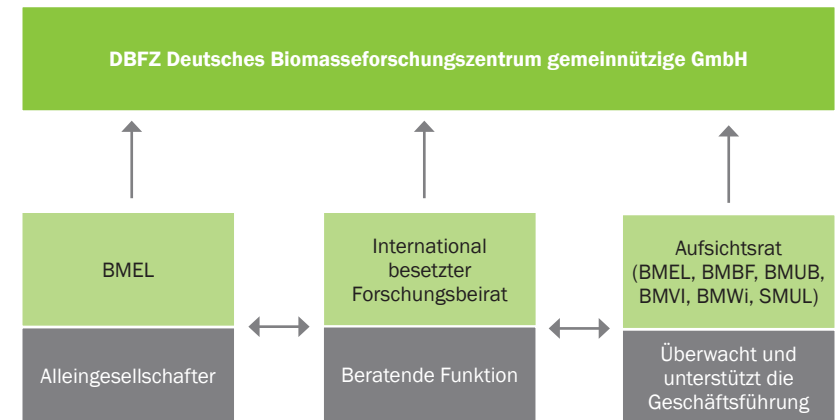 DBFZ Deutsches Biomasseforschungszentrum gemeinnützige GmbH
BMEL
Alleingesellschafter
International
besetzter
Forschungsbeirat
Beratende Funktion
Aufsichtsrat
(BMEL, BMBF, BMUB,
BMVI, BMWi, SMUL)
Überwacht und
unterstützt die
Geschäftsführung